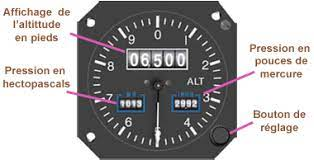 Affichage de
l'altitude
en pieds
Pression en
hectopascals
Pression en
pouces de
mercure
Bouton de
réglage
0
1
2
3
4
5
6
7
8
9
06500
ALT
1013
2992